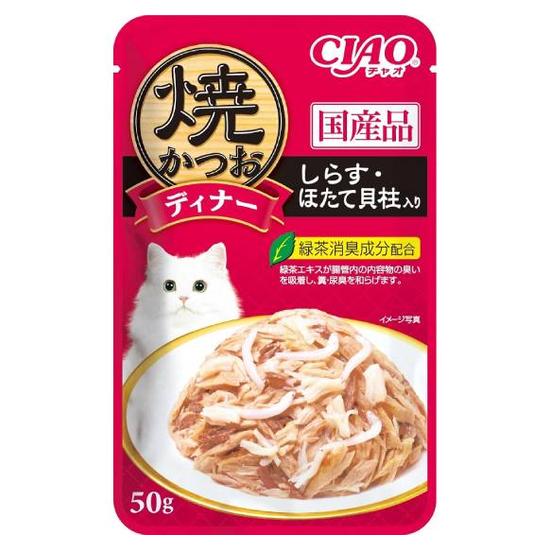 CIAO
チャオ
焼
かつお
ディナー
国産品
しらす・
ほたて貝柱入り
緑茶消臭成分配合
緑茶エキスが腸管内の内容物の臭い
を吸着し、糞・尿臭を和らげます。
イメージ写真
50g